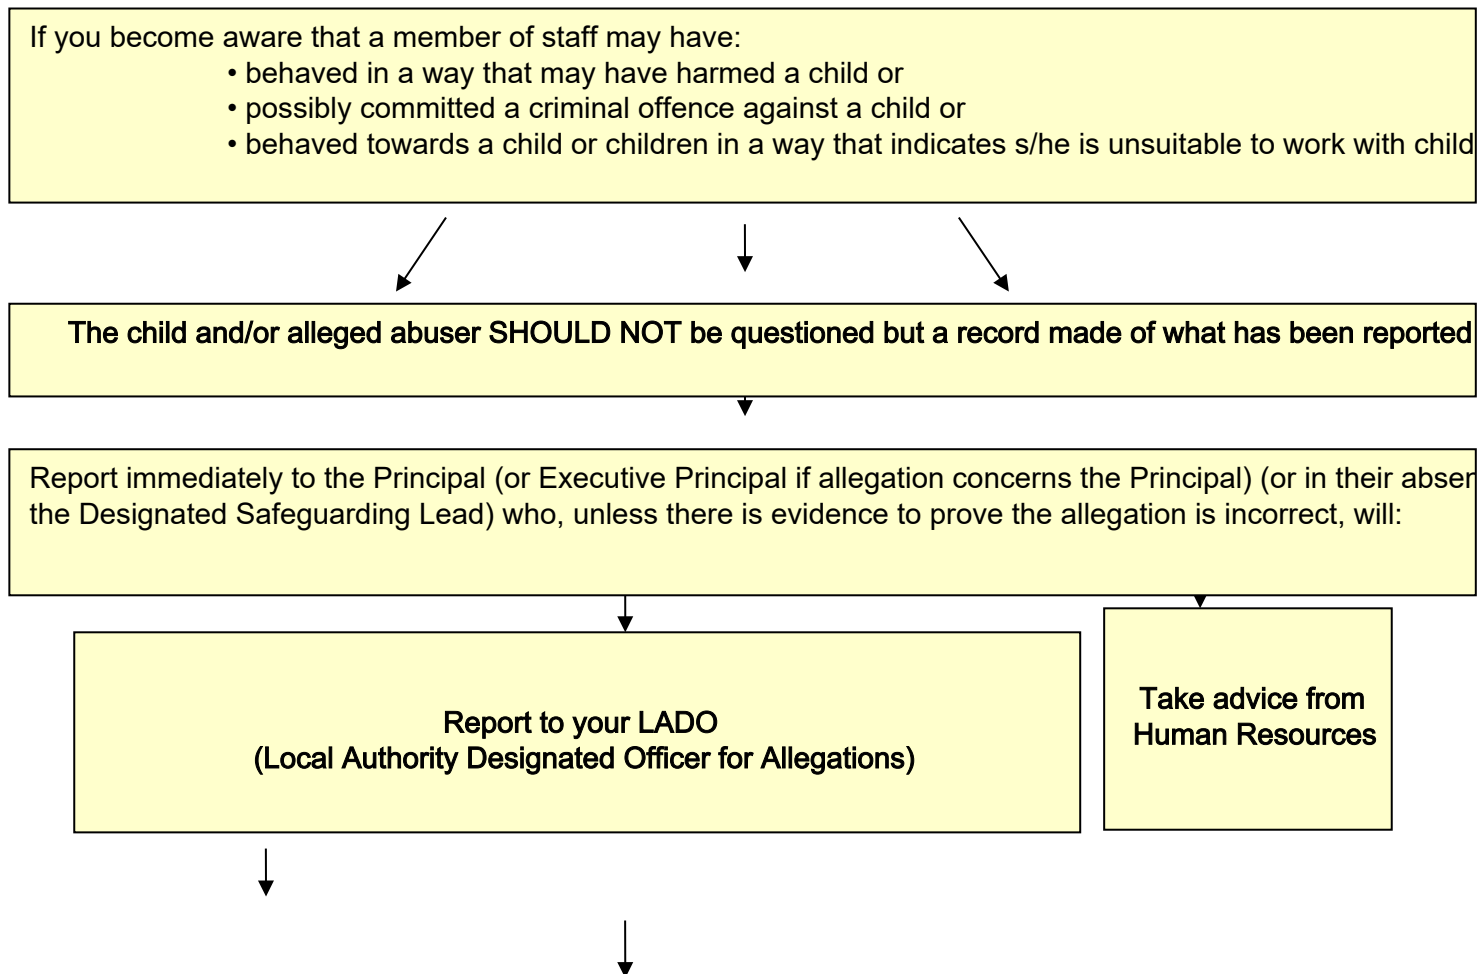 If you become aware that a member of staff may have:
• behaved in a way that may have harmed a child or
• possibly committed a criminal offence against a child or
• behaved towards a child or children in a way that indicates s/he is unsuitable to work with child
The child and/or alleged abuser SHOULD NOT be questioned but a record made of what has been reported
Report immediately to the Principal (or Executive Principal if allegation concerns the Principal) (or in their absen
the Designated Safeguarding Lead) who, unless there is evidence to prove the allegation is incorrect, will:
Report to your LADO
(Local Authority Designated Officer for Allegations)
Take advice from
Human Resources